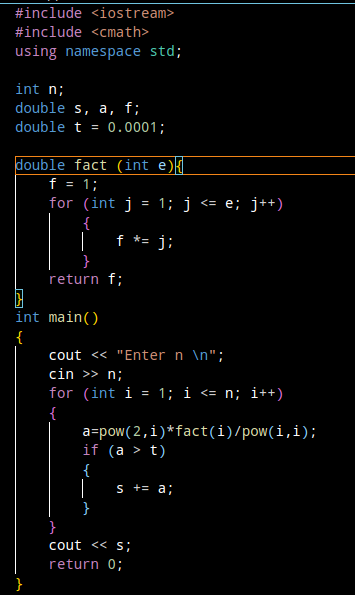 #include <iostream>
#include <cmath>
using namespace std;

int n;
double s, a, f;
double t = 0.0001;

double fact (int e){
    f = 1;
    for (int j = 1; j <= e; j++)
        {
            f *= j;
        }
    return f;
}
int main()
{
    cout << "Enter n \n";
    cin >> n;
    for (int i = 1; i <= n; i++)
    {
        a=pow(2,i)*fact(i)/pow(i,i);
        if (a > t)
        {
            s += a;
        }
    }
    cout << s;
    return 0;
}